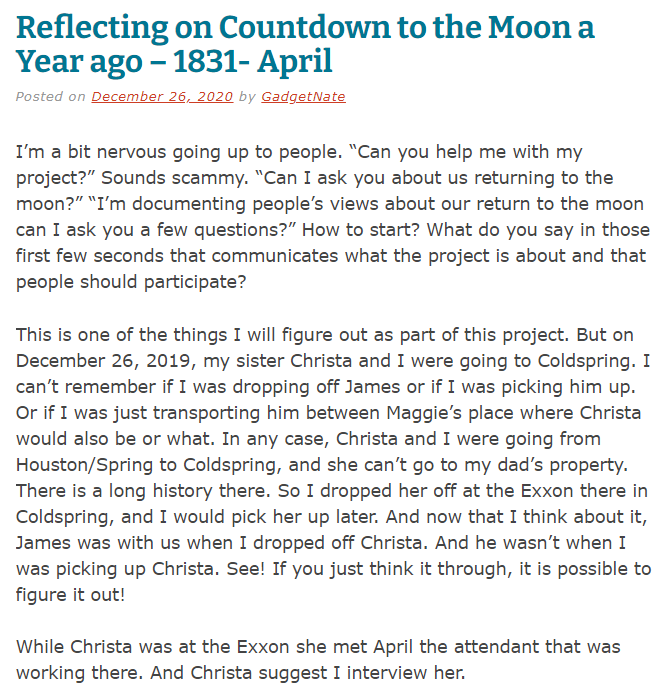 Reflecting on Countdown to the Moon a
Year ago – 1831- April
Posted on December 26, 2020 by GadgetNate
I’m a bit nervous going up to people. “Can you help me with my
project?” Sounds scammy. “Can I ask you about us returning to the
moon?” “I’m documenting people’s views about our return to the moon
can I ask you a few questions?” How to start? What do you say in those
first few seconds that communicates what the project is about and that
people should participate?
This is one of the things I will figure out as part of this project. But on
December 26, 2019, my sister Christa and I were going to Coldspring. I
can’t remember if I was dropping off James or if I was picking him up.
Or if I was just transporting him between Maggie’s place where Christa
would also be or what. In any case, Christa and I were going from
Houston/Spring to Coldspring, and she can’t go to my dad’s property.
There is a long history there. So I dropped her off at the Exxon there in
Coldspring, and I would pick her up later. And now that I think about it,
James was with us when I dropped off Christa. And he wasn’t when I
was picking up Christa. See! If you just think it through, it is possible to
figure it out!
While Christa was at the Exxon she met April the attendant that was
working there. And Christa suggest I interview her.